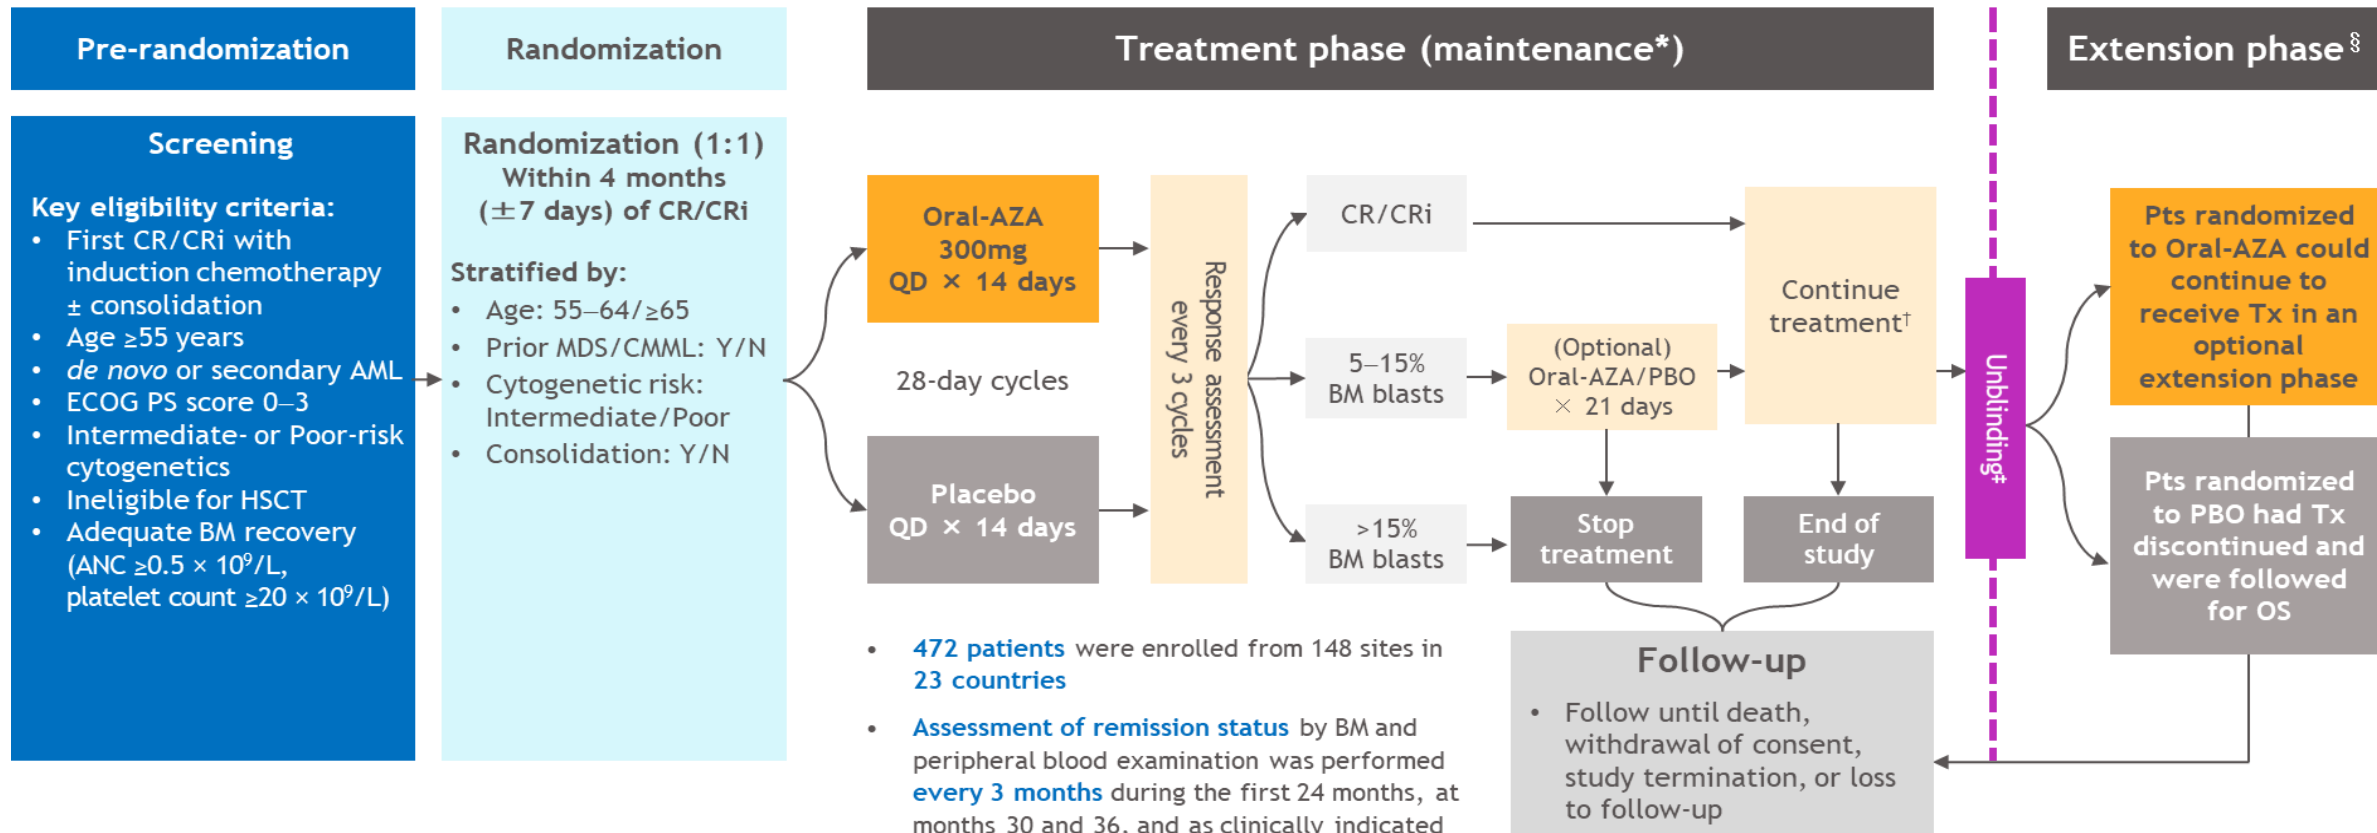 Pre-randomization
Randomization
Treatment phase (maintenance*)
Extension phase§
Screening
Key eligibility criteria:
• First CR/CRi with
induction chemotherapy
± consolidation
• Age ≥55 years
• de novo or secondary AML
• ECOG PS score 0–3
• Intermediate- or Poor-risk
cytogenetics
• Ineligible for HSCT
• Adequate BM recovery
(ANC ≥0.5 × 10⁹/L,
platelet count ≥20 × 10⁹/L)
Randomization (1:1)
Within 4 months
(±7 days) of CR/CRi
Stratified by:
• Age: 55–64/≥65
• Prior MDS/CMML: Y/N
• Cytogenetic risk:
Intermediate/Poor
• Consolidation: Y/N
Oral-AZA
300mg
QD × 14 days
28-day cycles
Placebo
QD × 14 days
Response assessment
every 3 cycles
CR/CRi
5–15%
BM blasts
>15%
BM blasts
(Optional)
Oral-AZA/PBO
× 21 days
Continue
treatment†
Stop
treatment
End of
study
Unblinding‡
Pts randomized
to Oral-AZA could
continue to
receive Tx in an
optional
extension phase
Pts randomized
to PBO had Tx
discontinued and
were followed
for OS
• 472 patients were enrolled from 148 sites in
23 countries
• Assessment of remission status by BM and
peripheral blood examination was performed
every 3 months during the first 24 months, at
months 30 and 36, and as clinically indicated
Follow-up
• Follow until death,
withdrawal of consent,
study termination, or loss
to follow-up